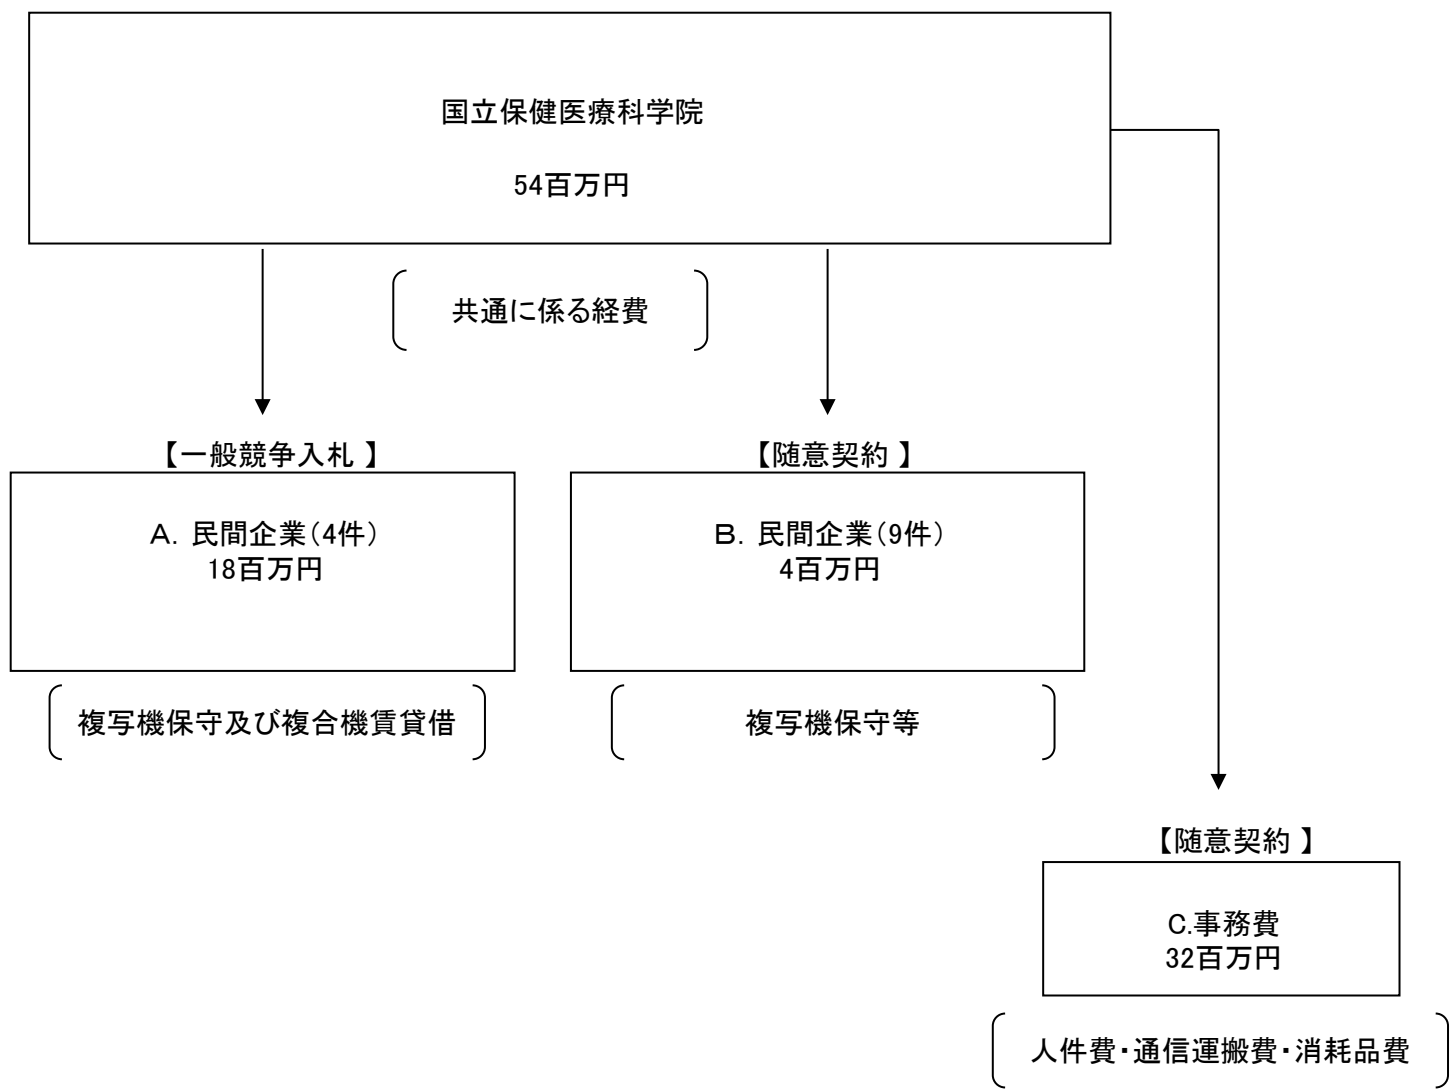 国立保健医療科学院
54百万円
共通に係る経費
【一般競争入札 】
【随意契約 】
A. 民間企業(4件)
18百万円
B. 民間企業(9件)
4百万円
複写機保守及び複合機賃貸借
複写機保守等
【随意契約 】
C.事務費
32百万円
人件費・通信運搬費・消耗品費